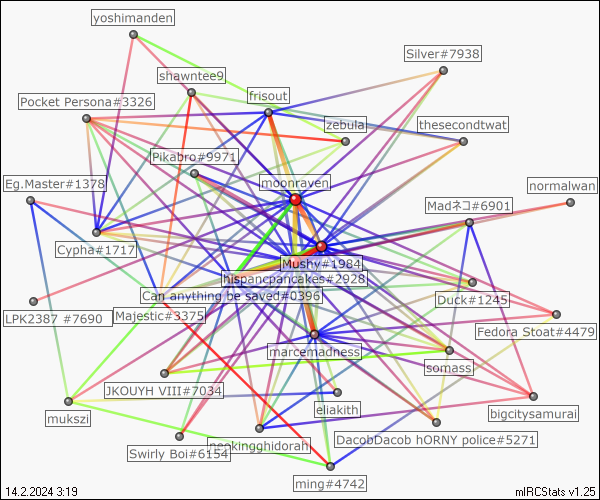 yoshimanden
Silver#7938
shawntee9
frisout
Pocket Persona#3326
zebula
thesecondtwat
Pikabro#9971
moonraven
Eg.Master#1378
normalwan
Madネコ#6901
Cypha#1717
Mushy#1984
hispancpancakes#2928
Can anything be saved#0396
Duck#1245
LPK2387 #7690
Majestic#3375
Fedora Stoat#4479
marcemadness
somass
JKOUYH VIII#7034
eliakith
bigcitysamurai
mukszi
DacobDacob hORNY police#5271
Swirly Boi#6154
ming#4742
14.2.2024 3:19
mIRCStats v1.25